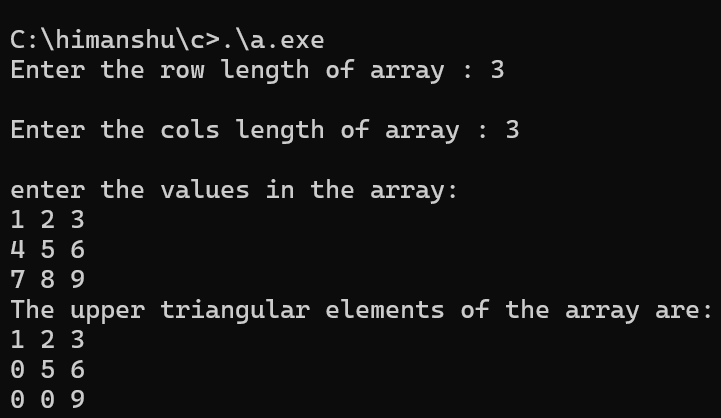 C:\himanshu\c>.\a.exe
Enter the row length of array : 3
Enter the cols length of array : 3
enter the values in the array:
1 2 3
4 5 6
7 8 9
The upper triangular elements of the array are:
1 2 3
0 5 6
0 0 9